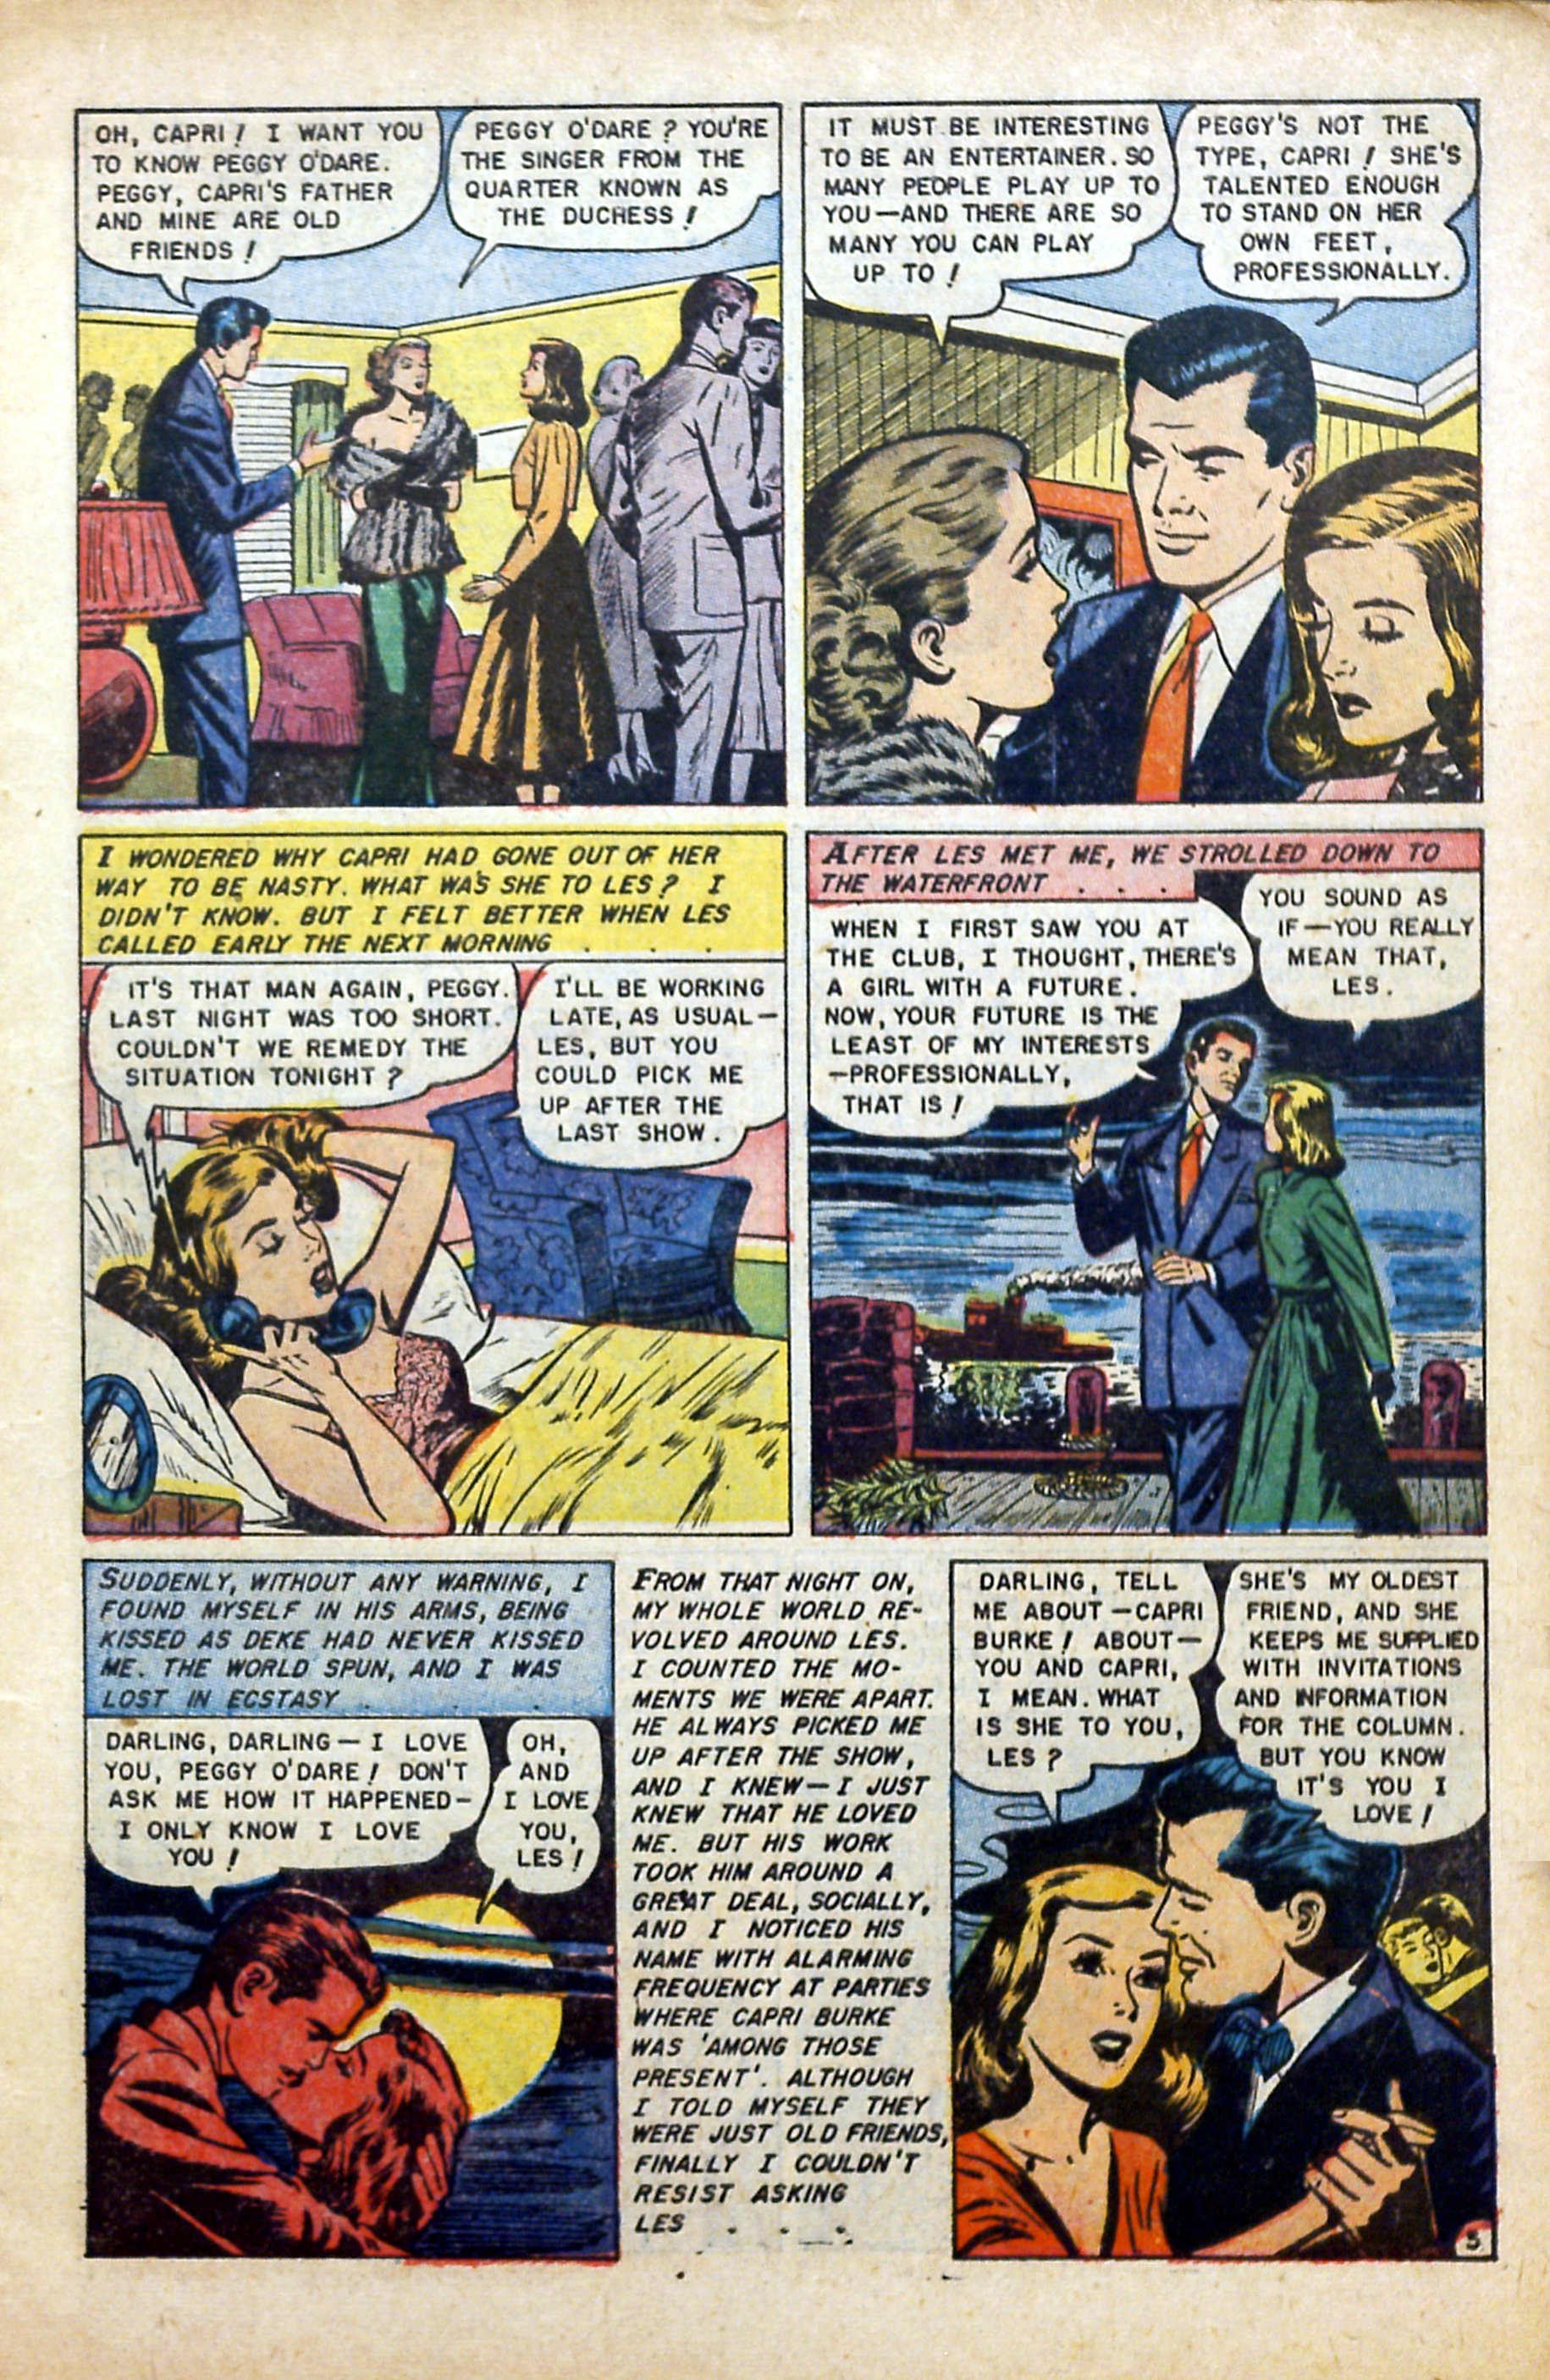 OH, CAPRI! I WANT YOU
TO KNOW PEGGY O'DARE.
PEGGY, CAPRI'S FATHER
AND MINE ARE OLD
FRIENDS!
PEGGY O'DARE? YOU'RE
THE SINGER FROM THE
QUARTER KNOWN AS
THE DUCHESS!
IT MUST BE INTERESTING
TO BE AN ENTERTAINER. SO
MANY PEOPLE PLAY UP TO
YOU—AND THERE ARE SO
MANY YOU CAN PLAY
UP TO!
PEGGY'S NOT THE
TYPE, CAPRI! SHE'S
TALENTED ENOUGH
TO STAND ON HER
OWN FEET,
PROFESSIONALLY.
I WONDERED WHY CAPRI HAD GONE OUT OF HER
WAY TO BE NASTY. WHAT WAS SHE TO LES? I
DIDN'T KNOW. BUT I FELT BETTER WHEN LES
CALLED EARLY THE NEXT MORNING . . .
IT'S THAT MAN AGAIN, PEGGY.
LAST NIGHT WAS TOO SHORT.
COULDN'T WE REMEDY THE
SITUATION TONIGHT?
I'LL BE WORKING
LATE, AS USUAL—
LES, BUT YOU
COULD PICK ME
UP AFTER THE
LAST SHOW.
AFTER LES MET ME, WE STROLLED DOWN TO
THE WATERFRONT . . .
WHEN I FIRST SAW YOU AT
THE CLUB, I THOUGHT, THERE'S
A GIRL WITH A FUTURE.
NOW, YOUR FUTURE IS THE
LEAST OF MY INTERESTS
—PROFESSIONALLY,
THAT IS!
YOU SOUND AS
IF—YOU REALLY
MEAN THAT,
LES.
SUDDENLY, WITHOUT ANY WARNING, I
FOUND MYSELF IN HIS ARMS, BEING
KISSED AS DEKE HAD NEVER KISSED
ME. THE WORLD SPUN, AND I WAS
LOST IN ECSTASY . . .
DARLING, DARLING—I LOVE
YOU, PEGGY O'DARE! DON'T
ASK ME HOW IT HAPPENED—
I ONLY KNOW I LOVE
YOU!
OH,
AND
I LOVE
YOU,
LES!
FROM THAT NIGHT ON,
MY WHOLE WORLD RE-
VOLVED AROUND LES.
I COUNTED THE MO-
MENTS WE WERE APART.
HE ALWAYS PICKED ME
UP AFTER THE SHOW,
AND I KNEW—I JUST
KNEW THAT HE LOVED
ME. BUT HIS WORK
TOOK HIM AROUND A
GREAT DEAL, SOCIALLY,
AND I NOTICED HIS
NAME WITH ALARMING
FREQUENCY AT PARTIES
WHERE CAPRI BURKE
WAS 'AMONG THOSE
PRESENT'. ALTHOUGH
I TOLD MYSELF THEY
WERE JUST OLD FRIENDS,
FINALLY I COULDN'T
RESIST ASKING
LES . . .
DARLING, TELL
ME ABOUT—CAPRI
BURKE! ABOUT—
YOU AND CAPRI,
I MEAN. WHAT
IS SHE TO YOU,
LES?
SHE'S MY OLDEST
FRIEND, AND SHE
KEEPS ME SUPPLIED
WITH INVITATIONS
AND INFORMATION
FOR THE COLUMN.
BUT YOU KNOW
IT'S YOU I
LOVE!
5